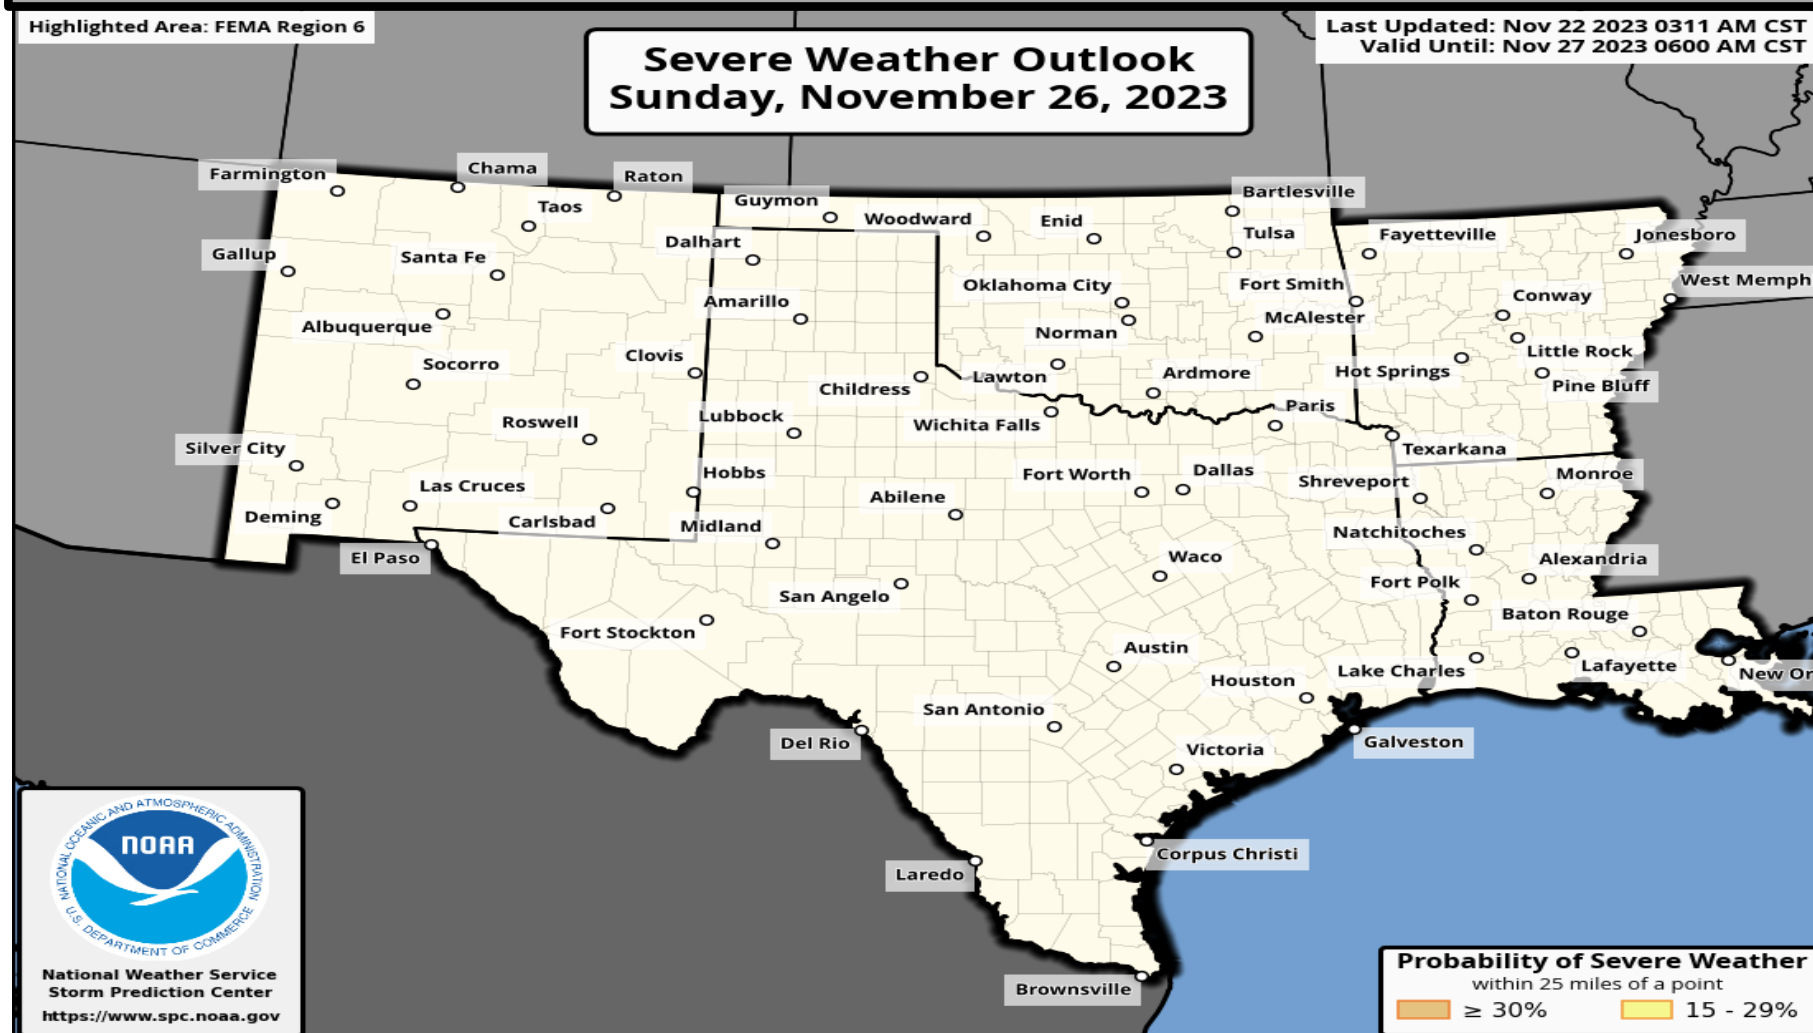 Highlighted Area: FEMA Region 6
Last Updated: Nov 22 2023 0311 AM CST
Valid Until: Nov 27 2023 0600 AM CST
Severe Weather Outlook
Sunday, November 26, 2023
Farmington
Chama
Raton
Taos
Guymon
Woodward
Enid
Bartlesville
Tulsa
Fayetteville
Jonesboro
Gallup
Santa Fe
Dalhart
Oklahoma City
Fort Smith
Conway
West Memph
Albuquerque
Amarillo
Norman
McAlester
Little Rock
Socorro
Clovis
Childress
Lawton
Ardmore
Hot Springs
Pine Bluff
Roswell
Lubbock
Wichita Falls
Paris
Texarkana
Silver City
Las Cruces
Hobbs
Abilene
Fort Worth
Dallas
Shreveport
Monroe
Deming
Carlsbad
Midland
Natchitoches
El Paso
Waco
Alexandria
San Angelo
Fort Polk
Fort Stockton
Austin
Baton Rouge
Houston
Lake Charles
Lafayette
New Or
San Antonio
Del Rio
Victoria
Galveston
Laredo
Corpus Christi
Brownsville
NATIONAL OCEANIC AND ATMOSPHERIC ADMINISTRATION
NOAA
U.S. DEPARTMENT OF COMMERCE
National Weather Service
Storm Prediction Center
https://www.spc.noaa.gov
Probability of Severe Weather
within 25 miles of a point
≥ 30% 15 - 29%